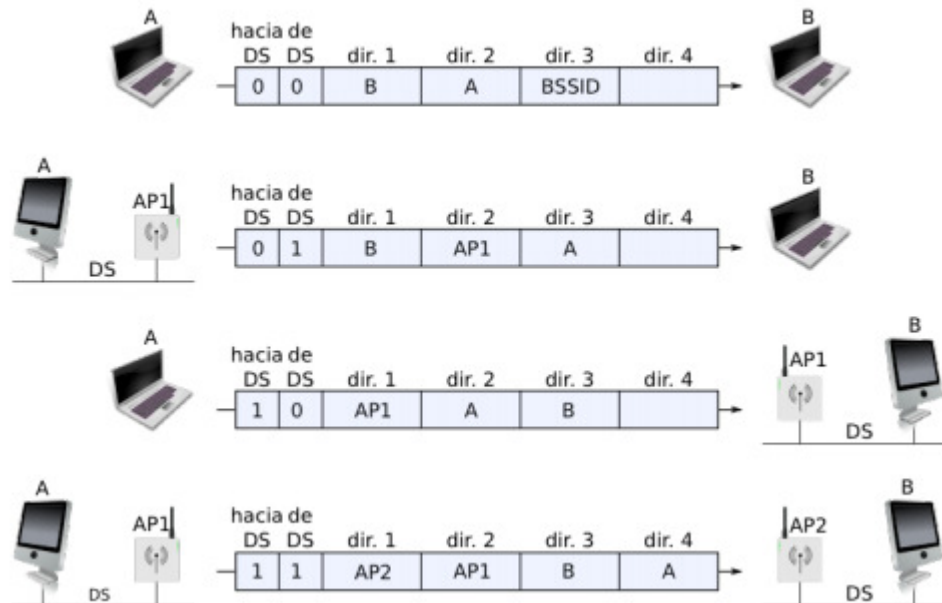 A
B
hacia de
DS DS dir. 1 dir. 2 dir. 3 dir. 4
0 0 B A BSSID
A
AP1
DS
hacia de
DS DS dir. 1 dir. 2 dir. 3 dir. 4
0 1 B AP1 A
B
A
hacia de
DS DS dir. 1 dir. 2 dir. 3 dir. 4
1 0 AP1 A B
AP1
B
DS
A
AP1
DS
hacia de
DS DS dir. 1 dir. 2 dir. 3 dir. 4
1 1 AP2 AP1 B A
AP2
B
DS